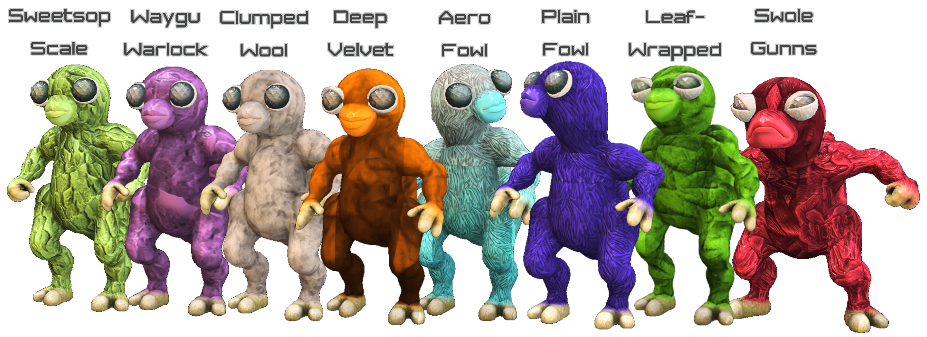 Sweetsop Waygu Clumped Deep Aero Plain Leaf- Swole
Scale Warlock Wool Velvet Fowl Fowl Wrapped Gunns